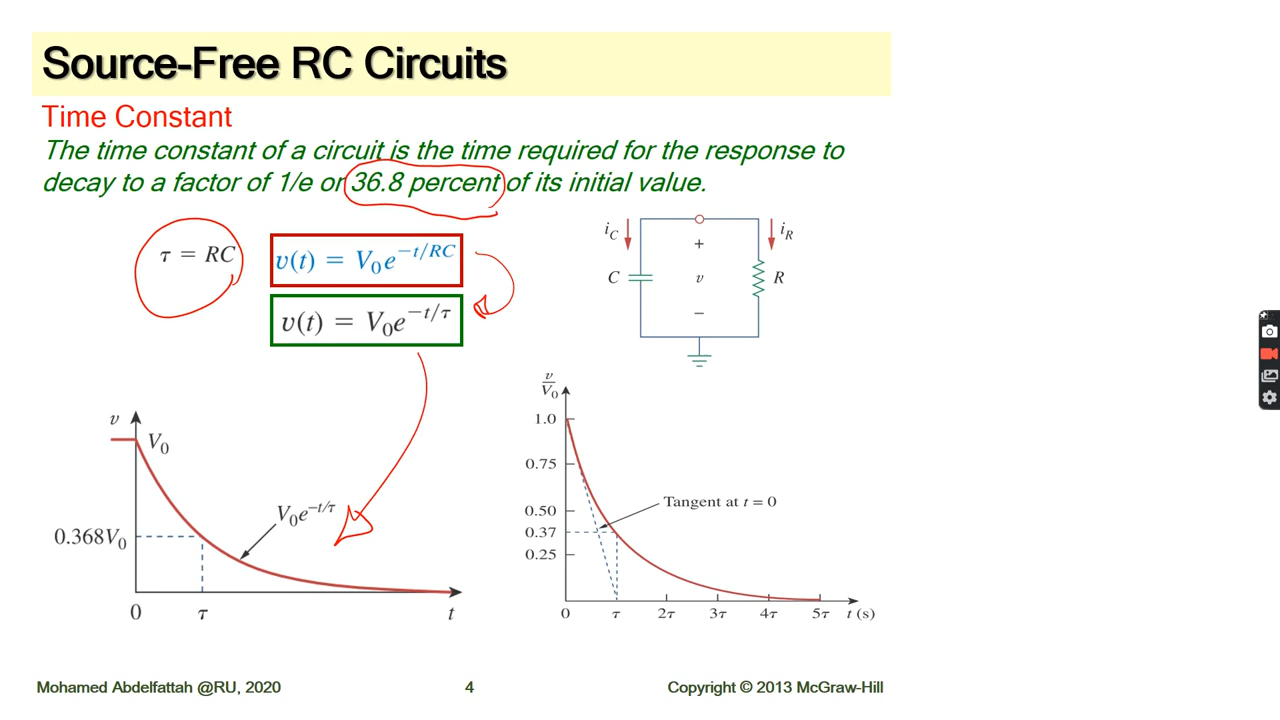 Source-Free RC Circuits
Time Constant
The time constant of a circuit is the time required for the response to
decay to a factor of 1/e or 36.8 percent of its initial value.
τ = RC
v(t) = V₀e^{−t/RC}
v(t) = V₀e^{−t/τ}
i_C
+
i_R
C
v
R
−
v
V₀
0.368V₀
V₀e^{−t/τ}
0
τ
t
v/V₀
1.0
0.75
0.50
0.37
0.25
Tangent at t = 0
0
τ
2τ
3τ
4τ
5τ
t (s)
Mohamed Abdelfattah @RU, 2020
4
Copyright © 2013 McGraw-Hill